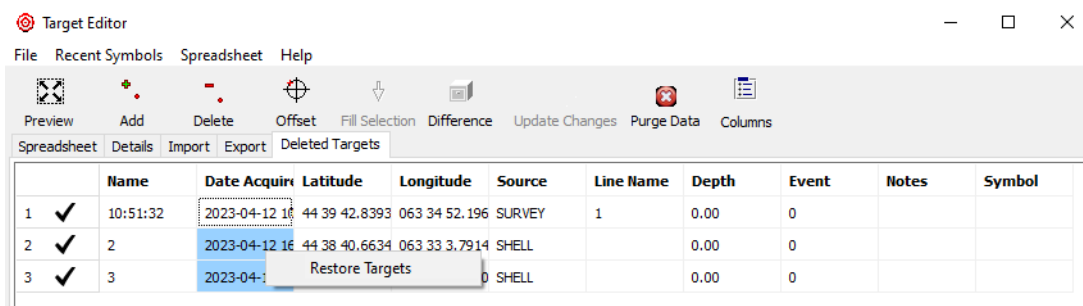 Target Editor
File Recent Symbols Spreadsheet Help
Preview Add Delete Offset Fill Selection Difference Update Changes Purge Data Columns
Spreadsheet Details Import Export Deleted Targets
Name Date Acquire Latitude Longitude Source Line Name Depth Event Notes Symbol
1 10:51:32 2023-04-12 10 44 39 42.8393 063 34 52.196 SURVEY 1 0.00 0
2 2 2023-04-12 16 44 38 40.6634 063 33 3.7914 SHELL 0.00 0
3 3 2023-04- 0 SHELL 0.00 0
Restore Targets